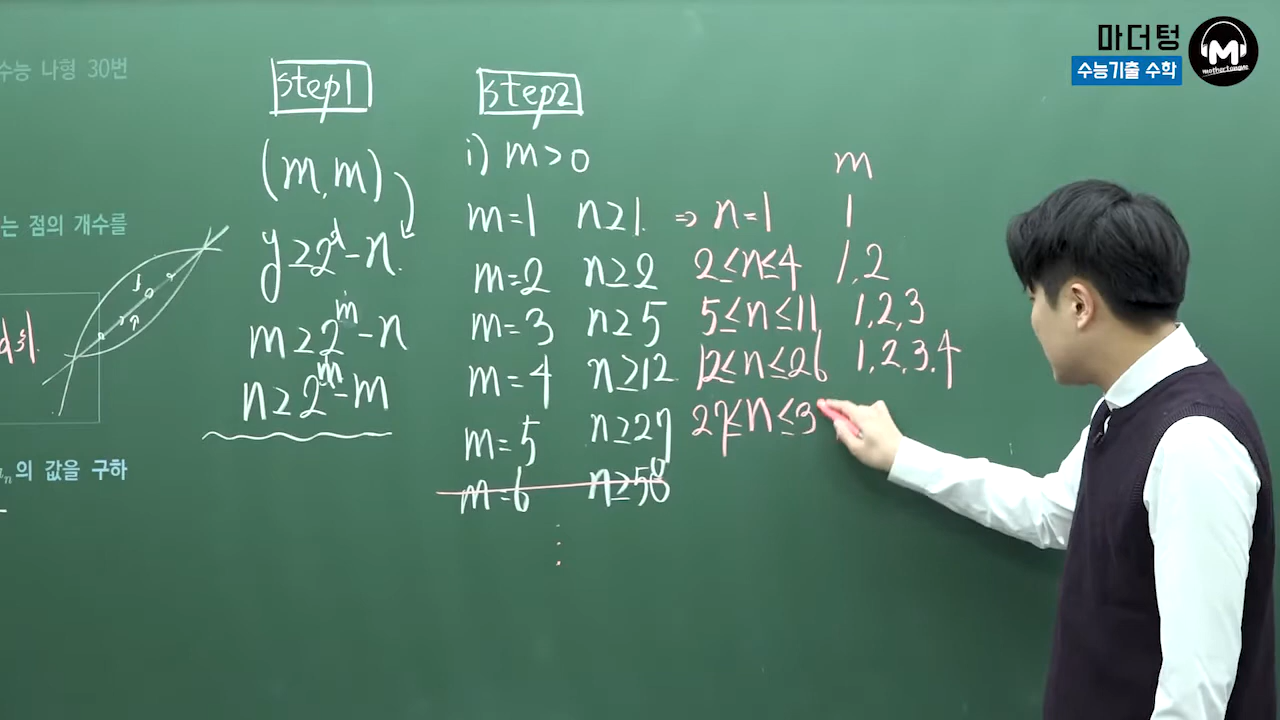 마더텅
수능기출 수학
M
mothertongue
수능 나형 30번
는 점의 개수를
의 값을 구하
step1
(m, m)
y≥2^x-n.
m≥2^m-n
n≥2^m-m
step2
i) m>0
m
m=1 n≥1. ⇒ n=1 1
m=2 n≥2 2≤n≤4 1,2
m=3 n≥5 5≤n≤11 1,2,3
m=4 n≥12 12≤n≤26 1,2,3,4
m=5 n≥27 27≤n≤3
m=6 n≥58
⋮